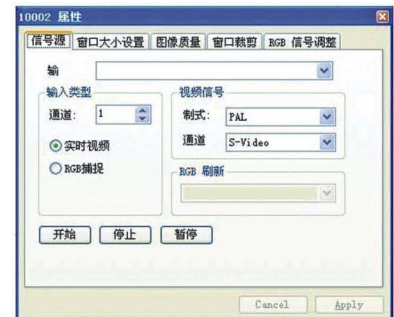 10002 属性
信号源 窗口大小设置 图像质量 窗口裁剪 RGB 信号调整
输
输入类型 视频信号
通道: 1 制式: PAL
实时视频 通道 S-Video
RGB捕捉 RGB 刷新
开始 停止 暂停
Cancel Apply